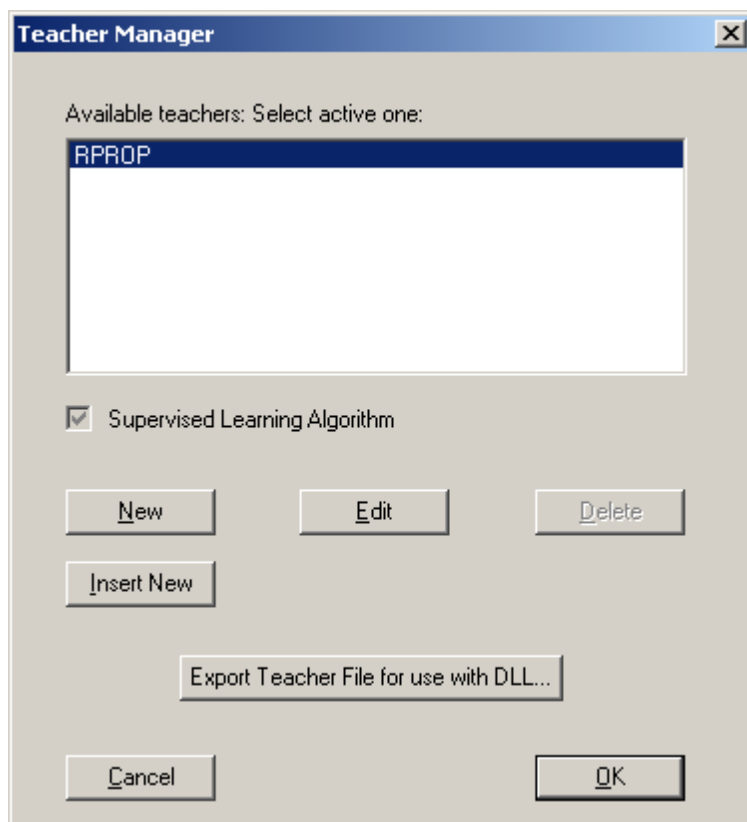 Teacher Manager
Available teachers: Select active one:
RPROP
Supervised Learning Algorithm
New Edit Delete
Insert New
Export Teacher File for use with DLL...
Cancel OK